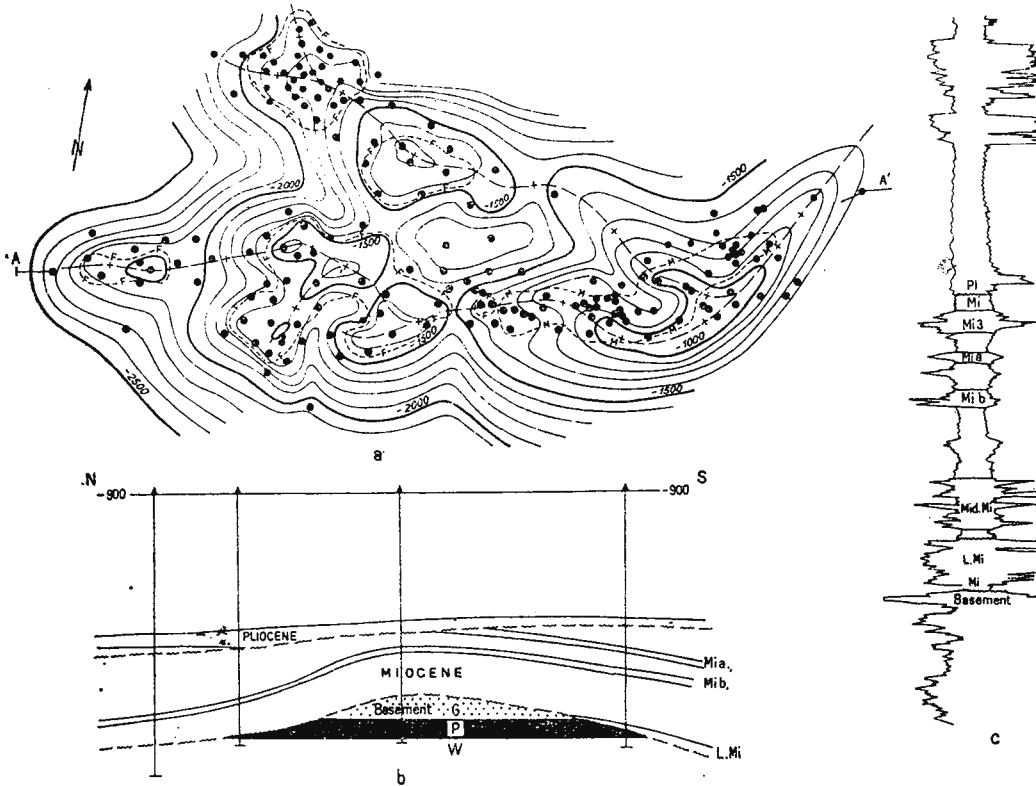 N
A
A'
-2000
-1500
-1500
-1500
-1500
-1000
-1500
-2000
-2500
F
F
F
F
H
H
H
a
N
S
-900
-900
PLIOCENE
MIOCENE
Mia.
Mib.
Basement G
P
W
L.Mi
b
Pl
Mi
Mi3
Mia
Mi b
Mid.Mi
L.Mi
Mi
Basement
c